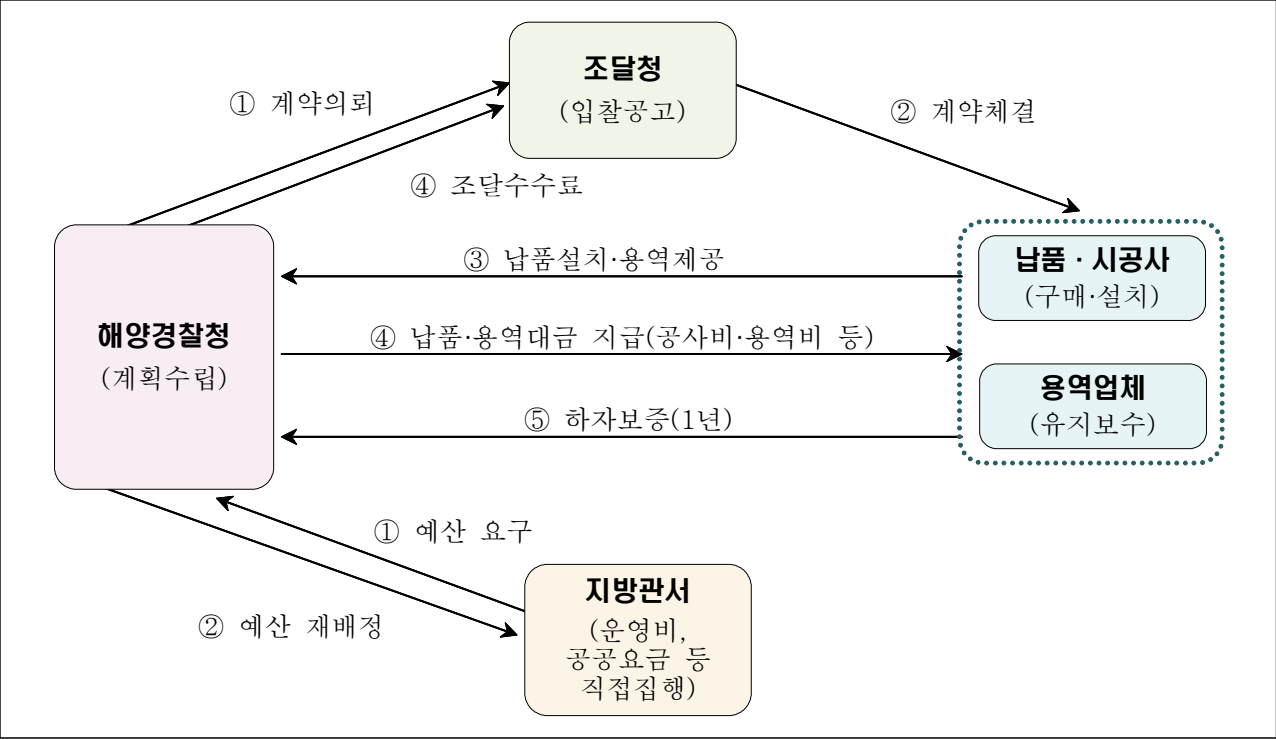 조달청
(입찰공고)
① 계약의뢰
② 계약체결
④ 조달수수료
③ 납품설치·용역제공
납품 · 시공사
(구매·설치)
해양경찰청
(계획수립)
④ 납품·용역대금 지급(공사비·용역비 등)
용역업체
(유지보수)
⑤ 하자보증(1년)
① 예산 요구
② 예산 재배정
지방관서
(운영비,
공공요금 등
직접집행)